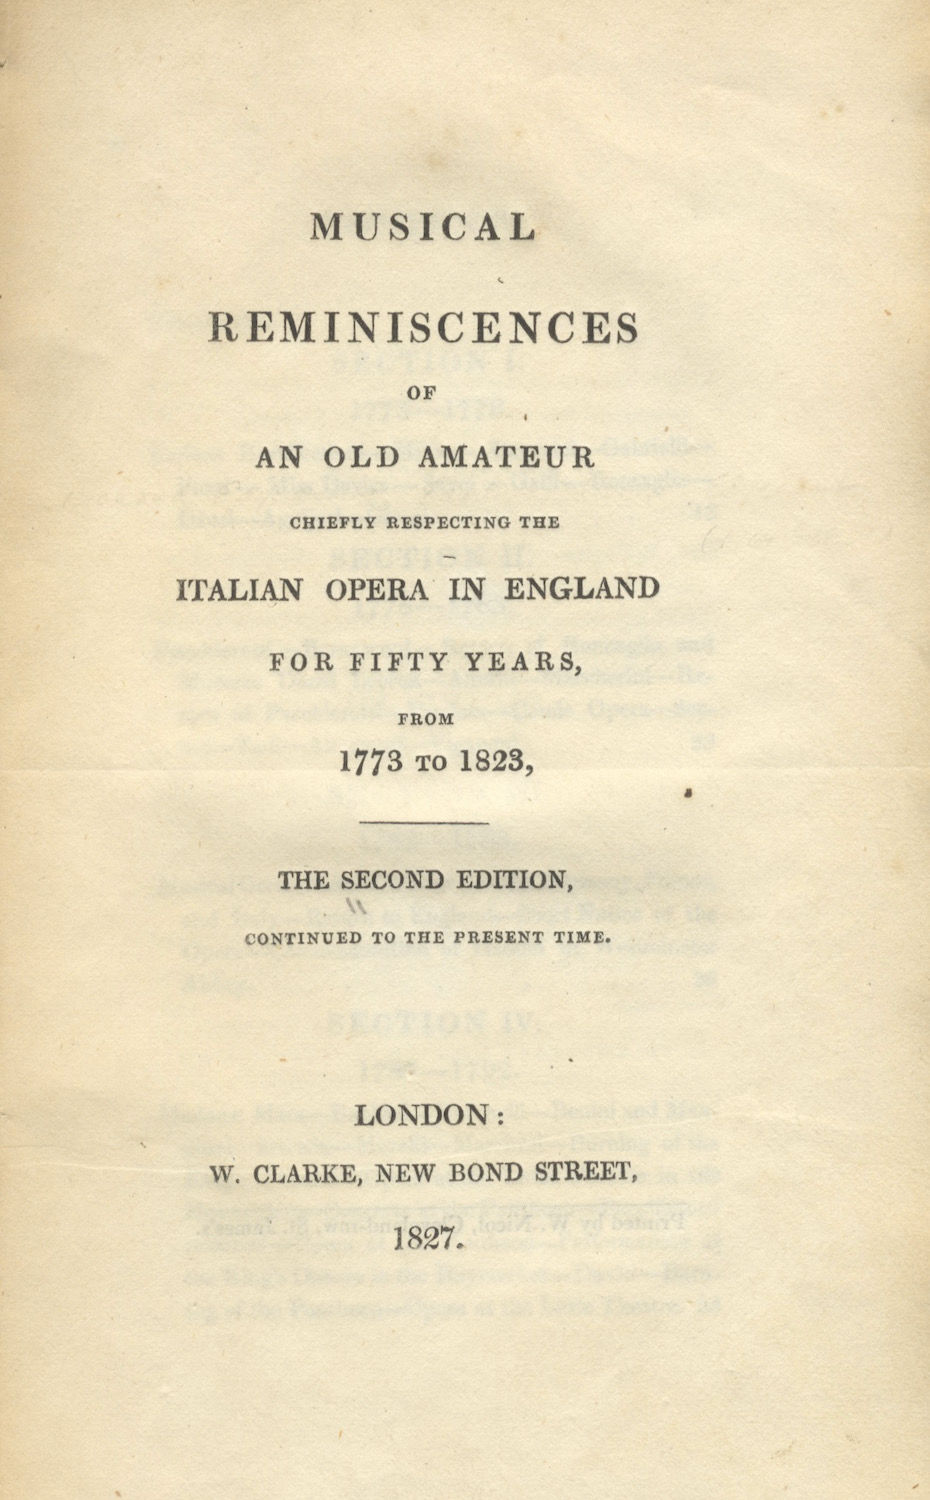 MUSICAL
REMINISCENCES
OF
AN OLD AMATEUR
CHIEFLY RESPECTING THE
ITALIAN OPERA IN ENGLAND
FOR FIFTY YEARS,
FROM
1773 TO 1823,
THE SECOND EDITION,
CONTINUED TO THE PRESENT TIME.
LONDON:
W. CLARKE, NEW BOND STREET,
1827.